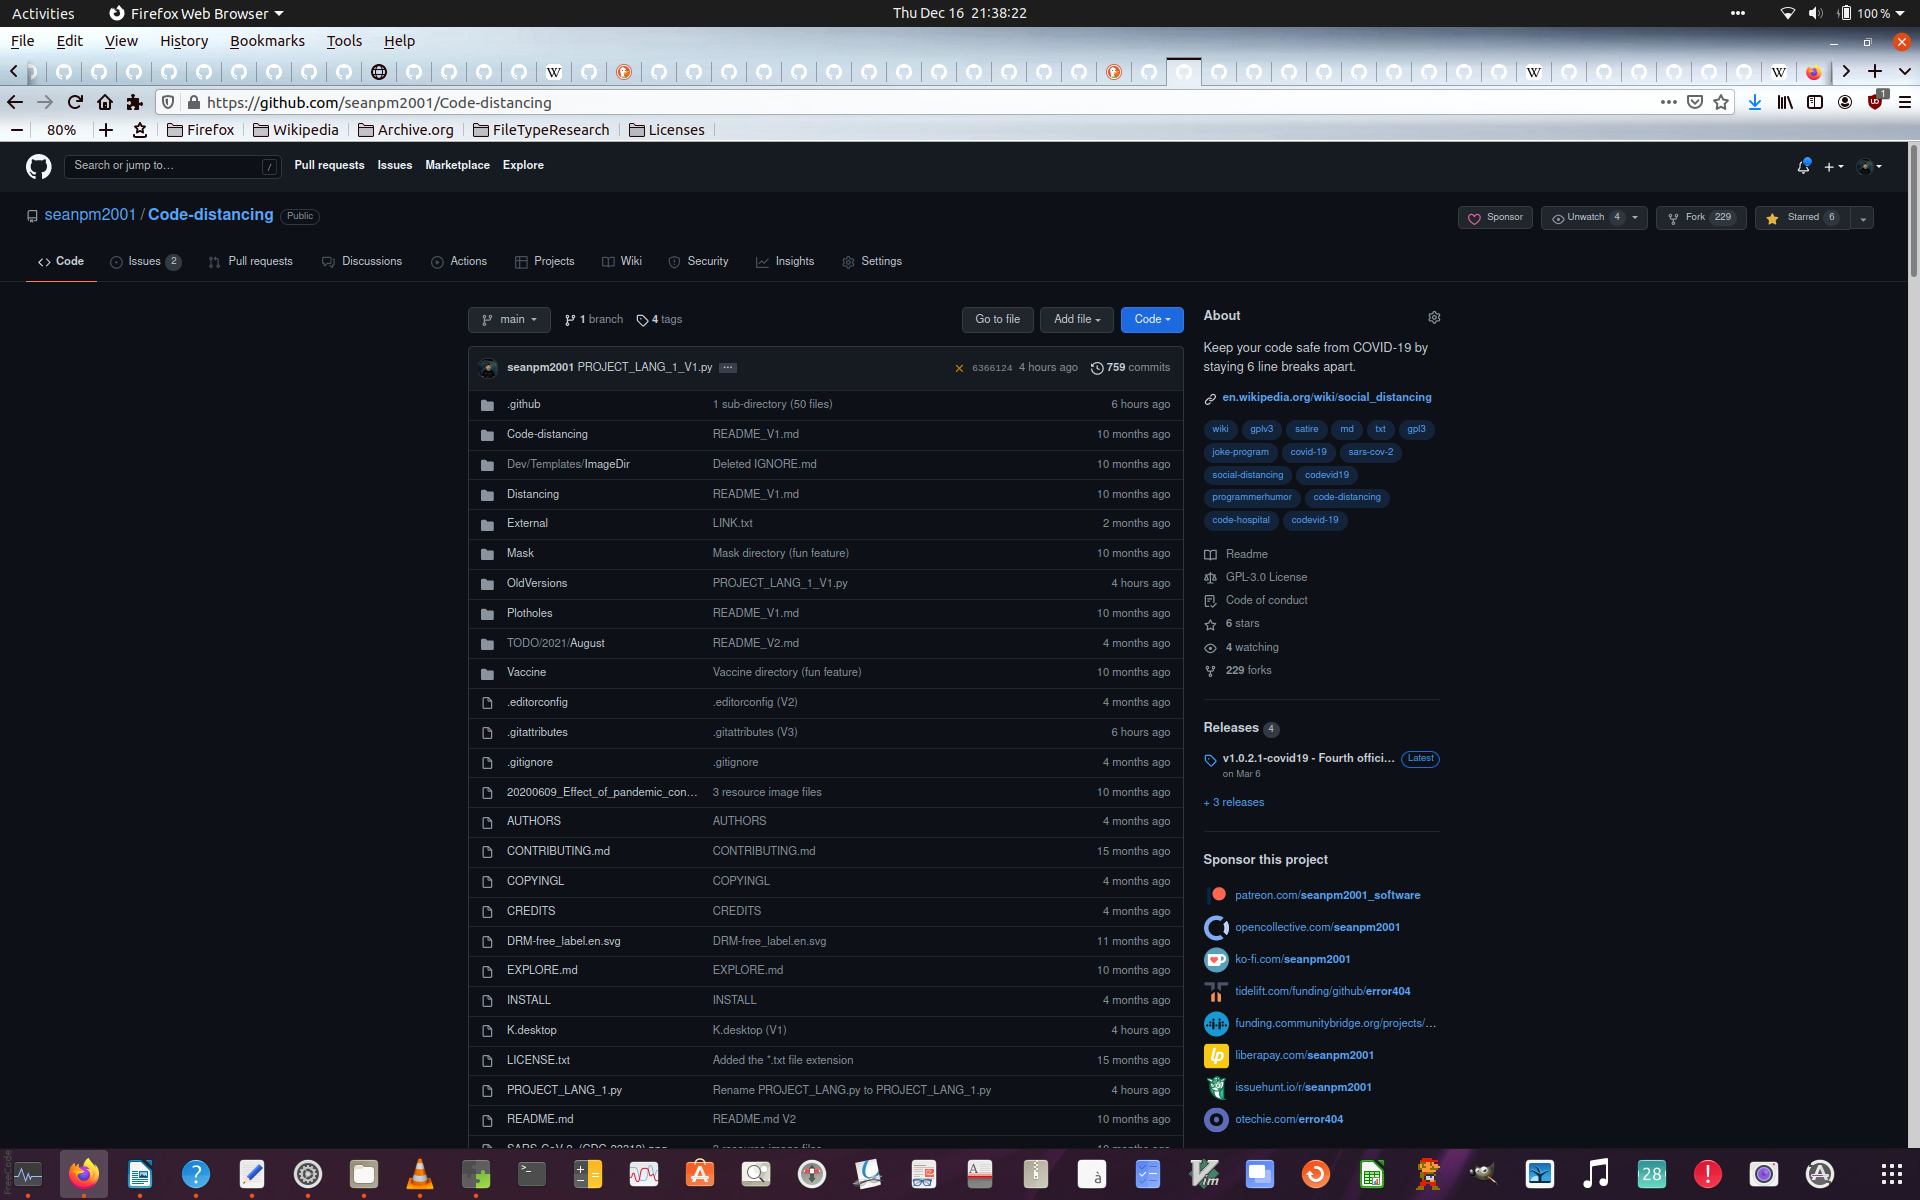 Activities Firefox Web Browser Thu Dec 16 21:38:22 100 %
File Edit View History Bookmarks Tools Help
https://github.com/seanpm2001/Code-distancing 1
80% Firefox Wikipedia Archive.org FileTypeResearch Licenses
Search or jump to... / Pull requests Issues Marketplace Explore
seanpm2001 / Code-distancing Public Sponsor Unwatch 4 Fork 229 Starred 6
Code Issues 2 Pull requests Discussions Actions Projects Wiki Security Insights Settings
main 1 branch 4 tags Go to file Add file Code
seanpm2001 PROJECT_LANG_1_V1.py ... 6366124 4 hours ago 759 commits
.github 1 sub-directory (50 files) 6 hours ago
Code-distancing README_V1.md 10 months ago
Dev/Templates/ImageDir Deleted IGNORE.md 10 months ago
Distancing README_V1.md 10 months ago
External LINK.txt 2 months ago
Mask Mask directory (fun feature) 10 months ago
OldVersions PROJECT_LANG_1_V1.py 4 hours ago
Plotholes README_V1.md 10 months ago
TODO/2021/August README_V2.md 4 months ago
Vaccine Vaccine directory (fun feature) 10 months ago
.editorconfig .editorconfig (V2) 4 months ago
.gitattributes .gitattributes (V3) 6 hours ago
.gitignore .gitignore 4 months ago
20200609_Effect_of_pandemic_con... 3 resource image files 10 months ago
AUTHORS AUTHORS 4 months ago
CONTRIBUTING.md CONTRIBUTING.md 15 months ago
COPYINGL COPYINGL 4 months ago
CREDITS CREDITS 4 months ago
DRM-free_label.en.svg DRM-free_label.en.svg 11 months ago
EXPLORE.md EXPLORE.md 10 months ago
INSTALL INSTALL 4 months ago
K.desktop K.desktop (V1) 4 hours ago
LICENSE.txt Added the *.txt file extension 15 months ago
PROJECT_LANG_1.py Rename PROJECT_LANG.py to PROJECT_LANG_1.py 4 hours ago
README.md README.md V2 10 months ago
About
Keep your code safe from COVID-19 by
staying 6 line breaks apart.
en.wikipedia.org/wiki/social_distancing
wiki gplv3 satire md txt gpl3
joke-program covid-19 sars-cov-2
social-distancing codevid19
programmerhumor code-distancing
code-hospital codevid-19
Readme
GPL-3.0 License
Code of conduct
6 stars
4 watching
229 forks
Releases 4
v1.0.2.1-covid19 - Fourth offici... Latest
on Mar 6
+ 3 releases
Sponsor this project
patreon.com/seanpm2001_software
opencollective.com/seanpm2001
ko-fi.com/seanpm2001
tidelift.com/funding/github/error404
funding.communitybridge.org/projects/...
liberapay.com/seanpm2001
issuehunt.io/r/seanpm2001
otechie.com/error404
28